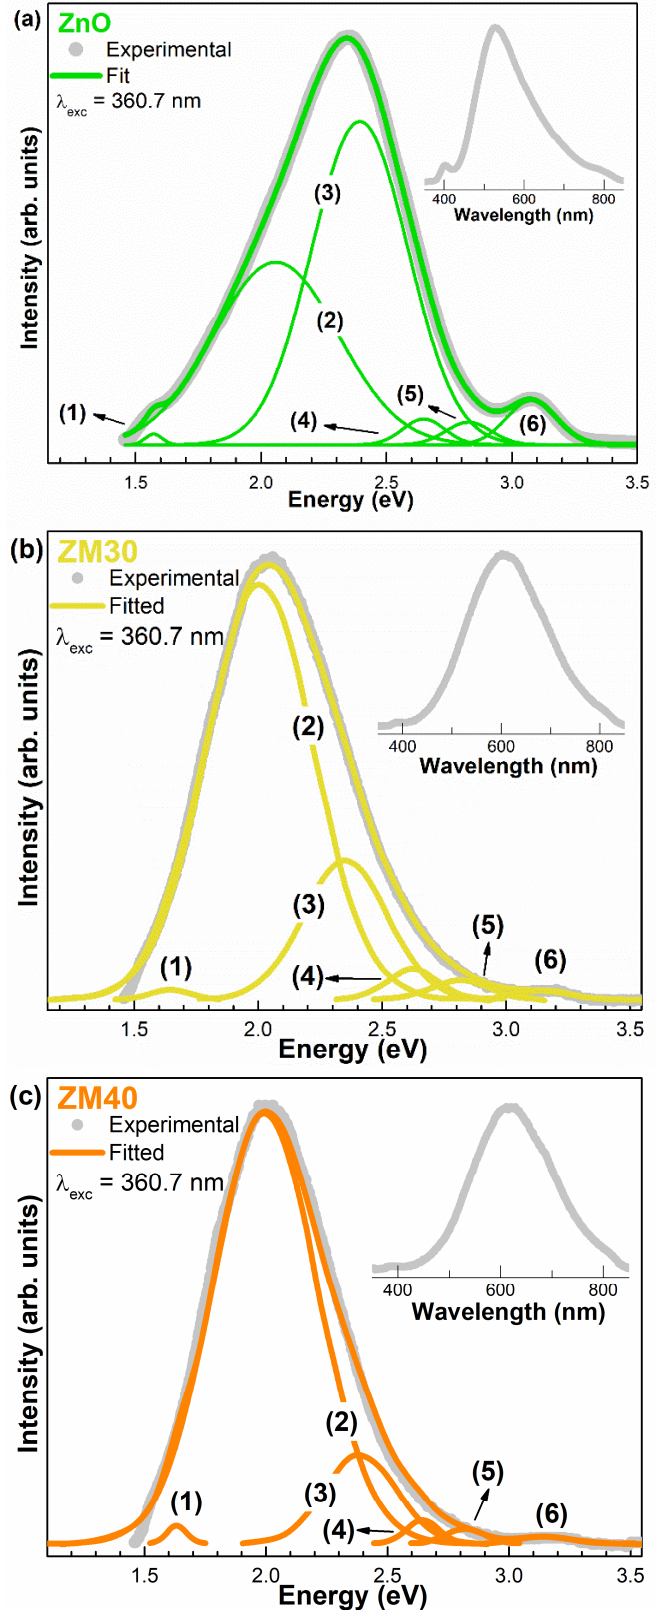 (a) ZnO
Experimental
Fit
λexc = 360.7 nm
Intensity (arb. units)
(1)
(2)
(3)
(4)
(5)
(6)
400 600 800
Wavelength (nm)
1.5 2.0 2.5 3.0 3.5
Energy (eV)
(b) ZM30
Experimental
Fitted
λexc = 360.7 nm
Intensity (arb. units)
(1)
(2)
(3)
(4)
(5)
(6)
400 600 800
Wavelength (nm)
1.5 2.0 2.5 3.0 3.5
Energy (eV)
(c) ZM40
Experimental
Fitted
λexc = 360.7 nm
Intensity (arb. units)
(1)
(2)
(3)
(4)
(5)
(6)
400 600 800
Wavelength (nm)
1.5 2.0 2.5 3.0 3.5
Energy (eV)